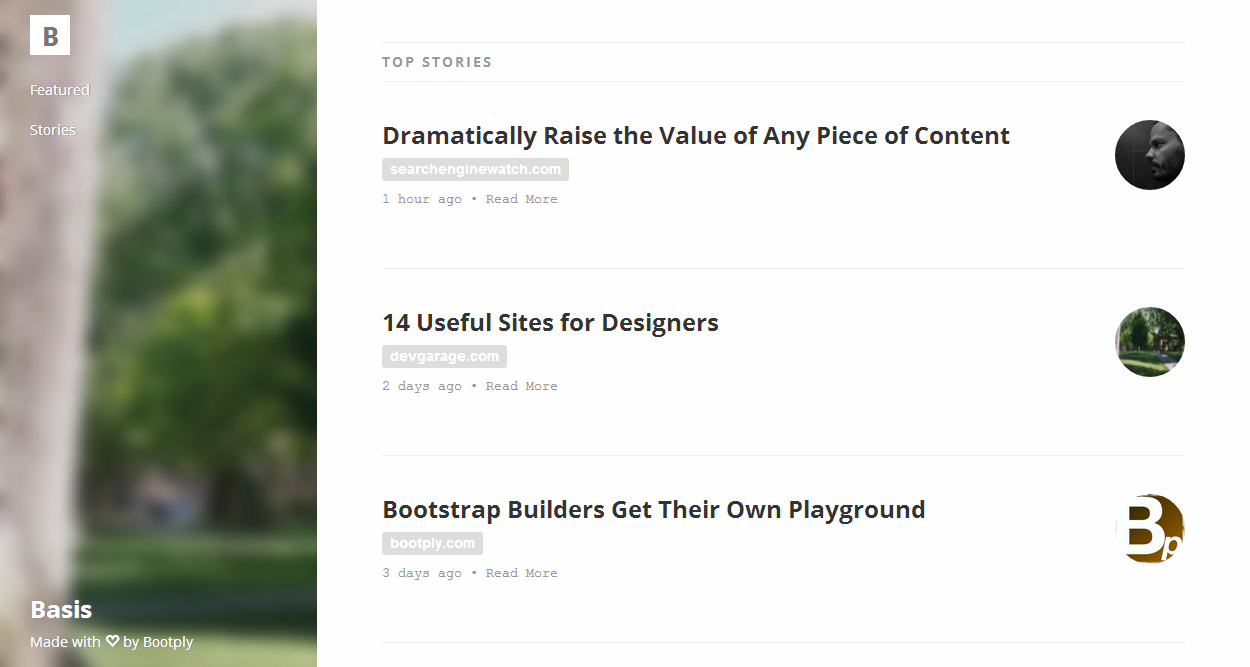 B
Featured
Stories
Basis
Made with ♡ by Bootply
TOP STORIES
Dramatically Raise the Value of Any Piece of Content
searchenginewatch.com
1 hour ago • Read More
14 Useful Sites for Designers
devgarage.com
2 days ago • Read More
Bootstrap Builders Get Their Own Playground
bootply.com
3 days ago • Read More
Bp